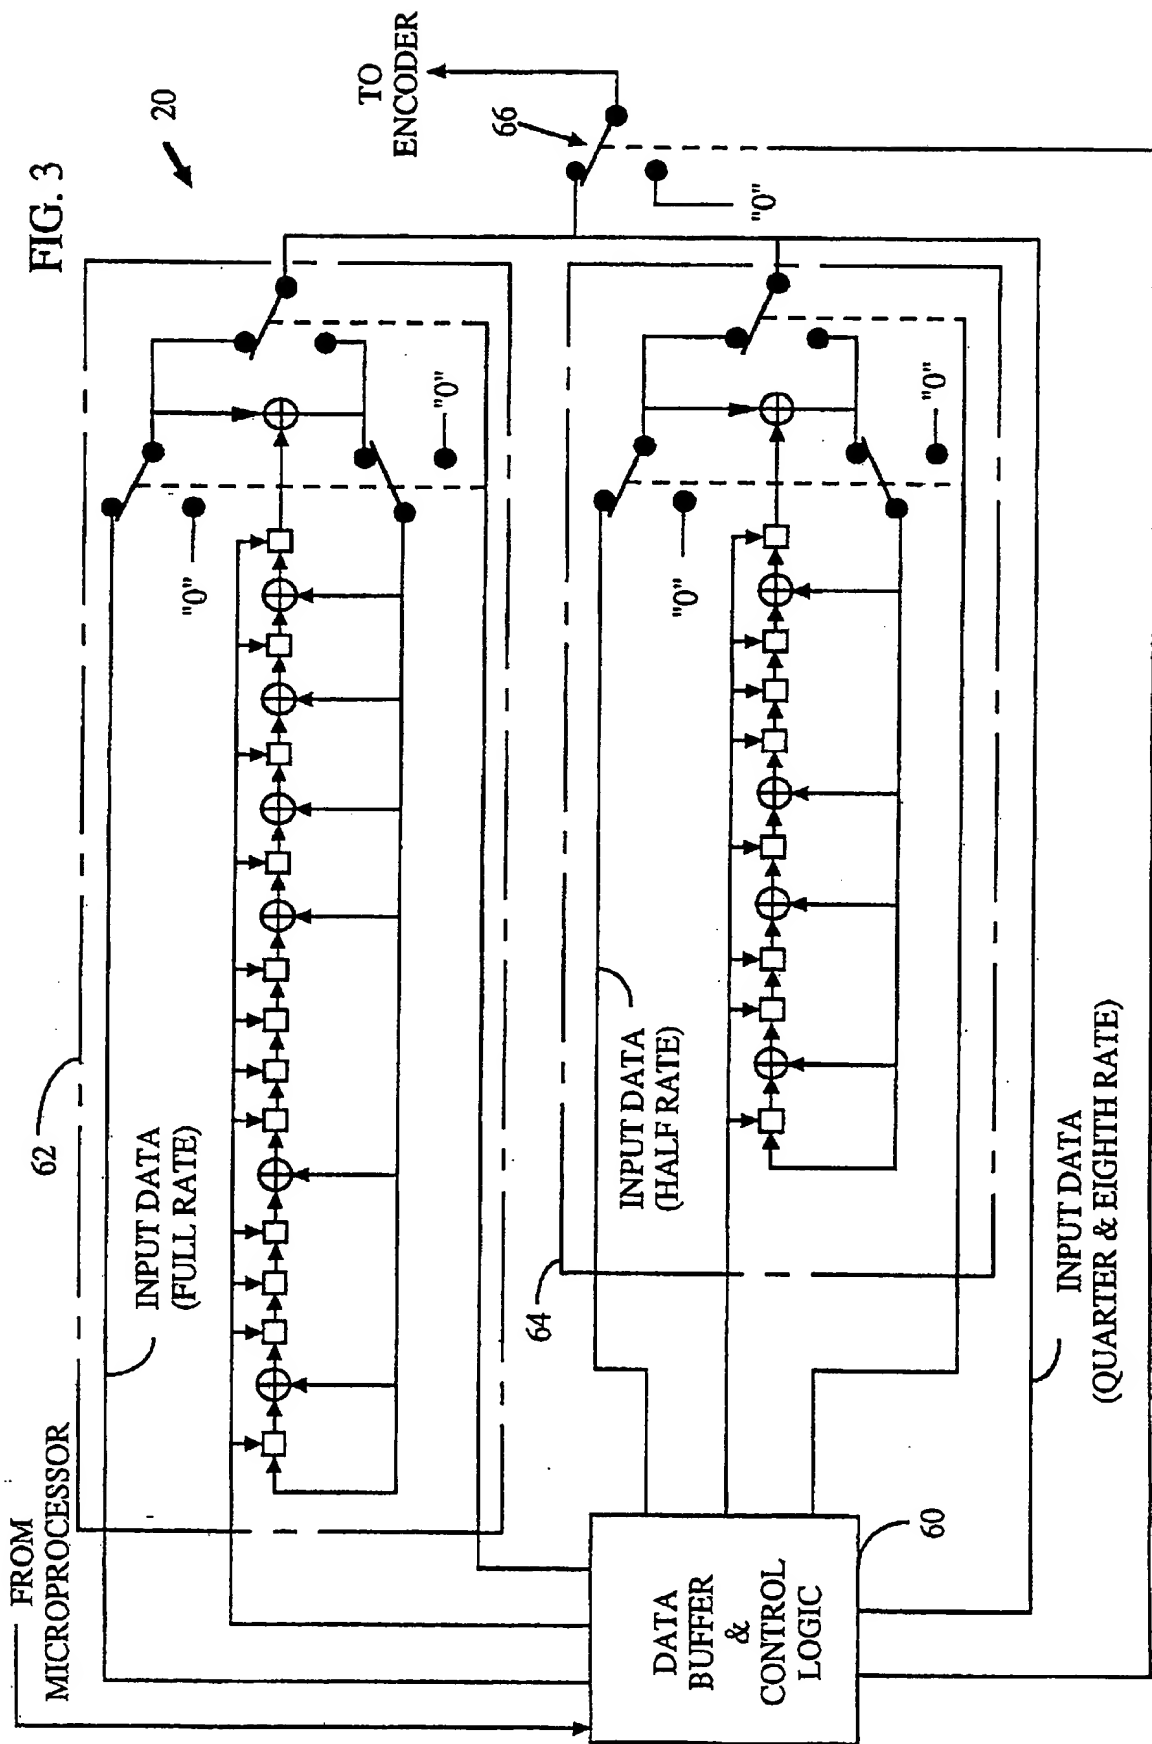 FIG. 3
20
FROM
MICROPROCESSOR
62
INPUT DATA
(FULL RATE)
"0"
"0"
TO
ENCODER
66
"0"
64
INPUT DATA
(HALF RATE)
"0"
"0"
DATA
BUFFER
&
CONTROL
LOGIC
60
INPUT DATA
(QUARTER & EIGHTH RATE)